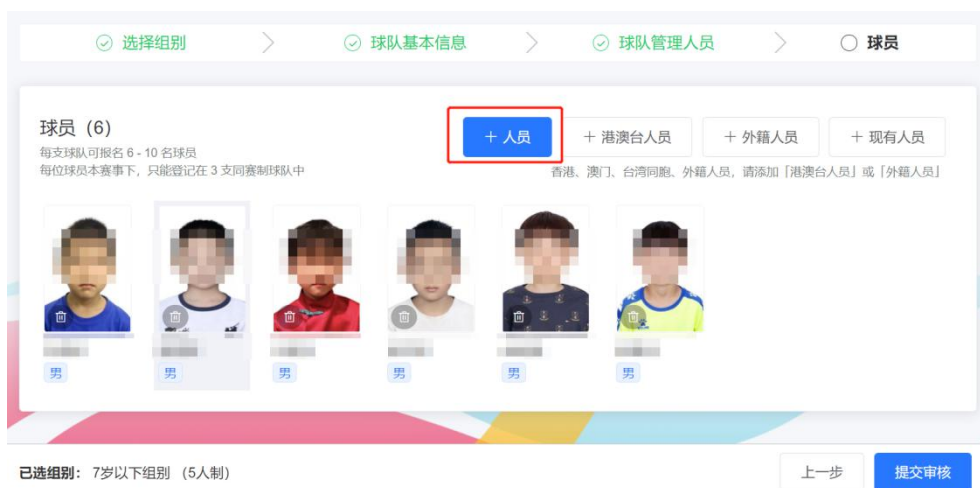 选择组别
球队基本信息
球队管理人员
球员
球员（6）
+ 人员
+ 港澳台人员
+ 外籍人员
+ 现有人员
每支球队可报名 6 - 10 名球员
每位球员本赛事下，只能登记在 3 支同赛制球队中
香港、澳门、台湾同胞、外籍人员，请添加「港澳台人员」或「外籍人员」
男
男
男
男
男
男
已选组别： 7岁以下组别 （5人制）
上一步
提交审核